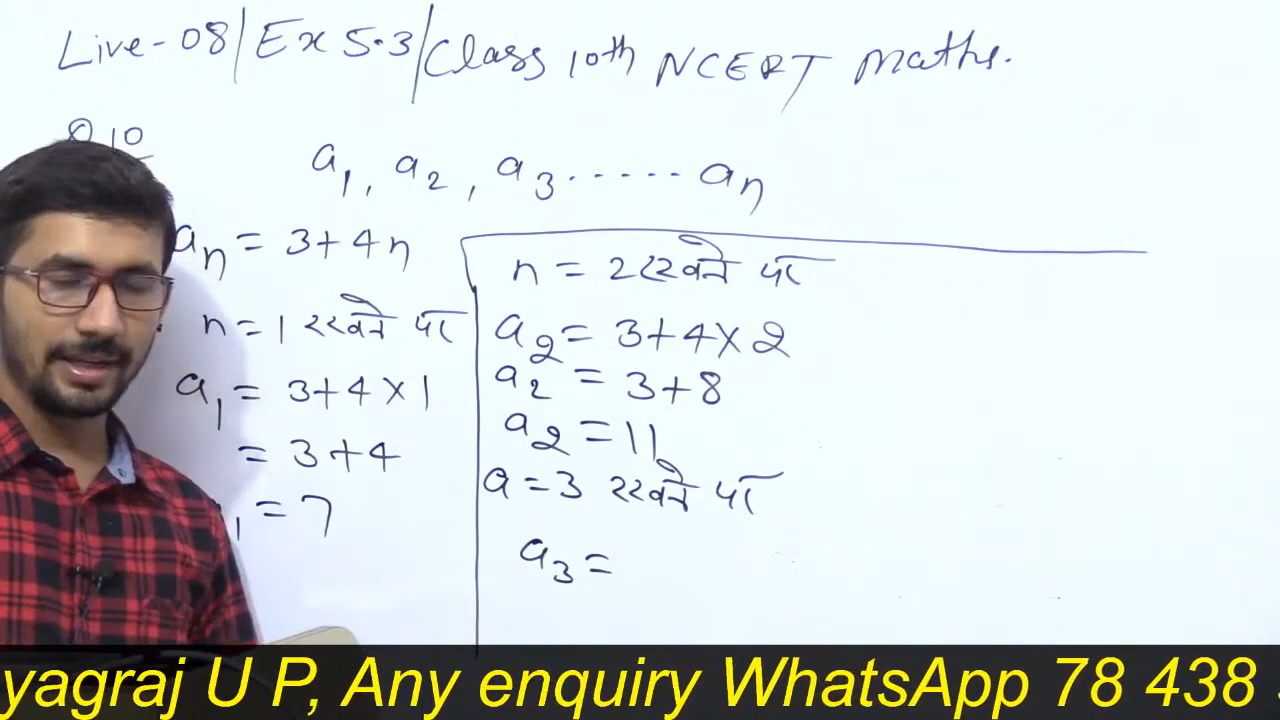 Live-08/Ex 5.3/Class 10th NCERT Maths.
Q 10
a1, a2, a3 ...... an
an = 3+4n
n = 1 रखने पर
a1 = 3+4×1
= 3+4
1 = 7
n = 2 रखने पर
a2 = 3+4×2
a2 = 3+8
a2 = 11
a = 3 रखने पर
a3 =
yagraj U P, Any enquiry WhatsApp 78 438